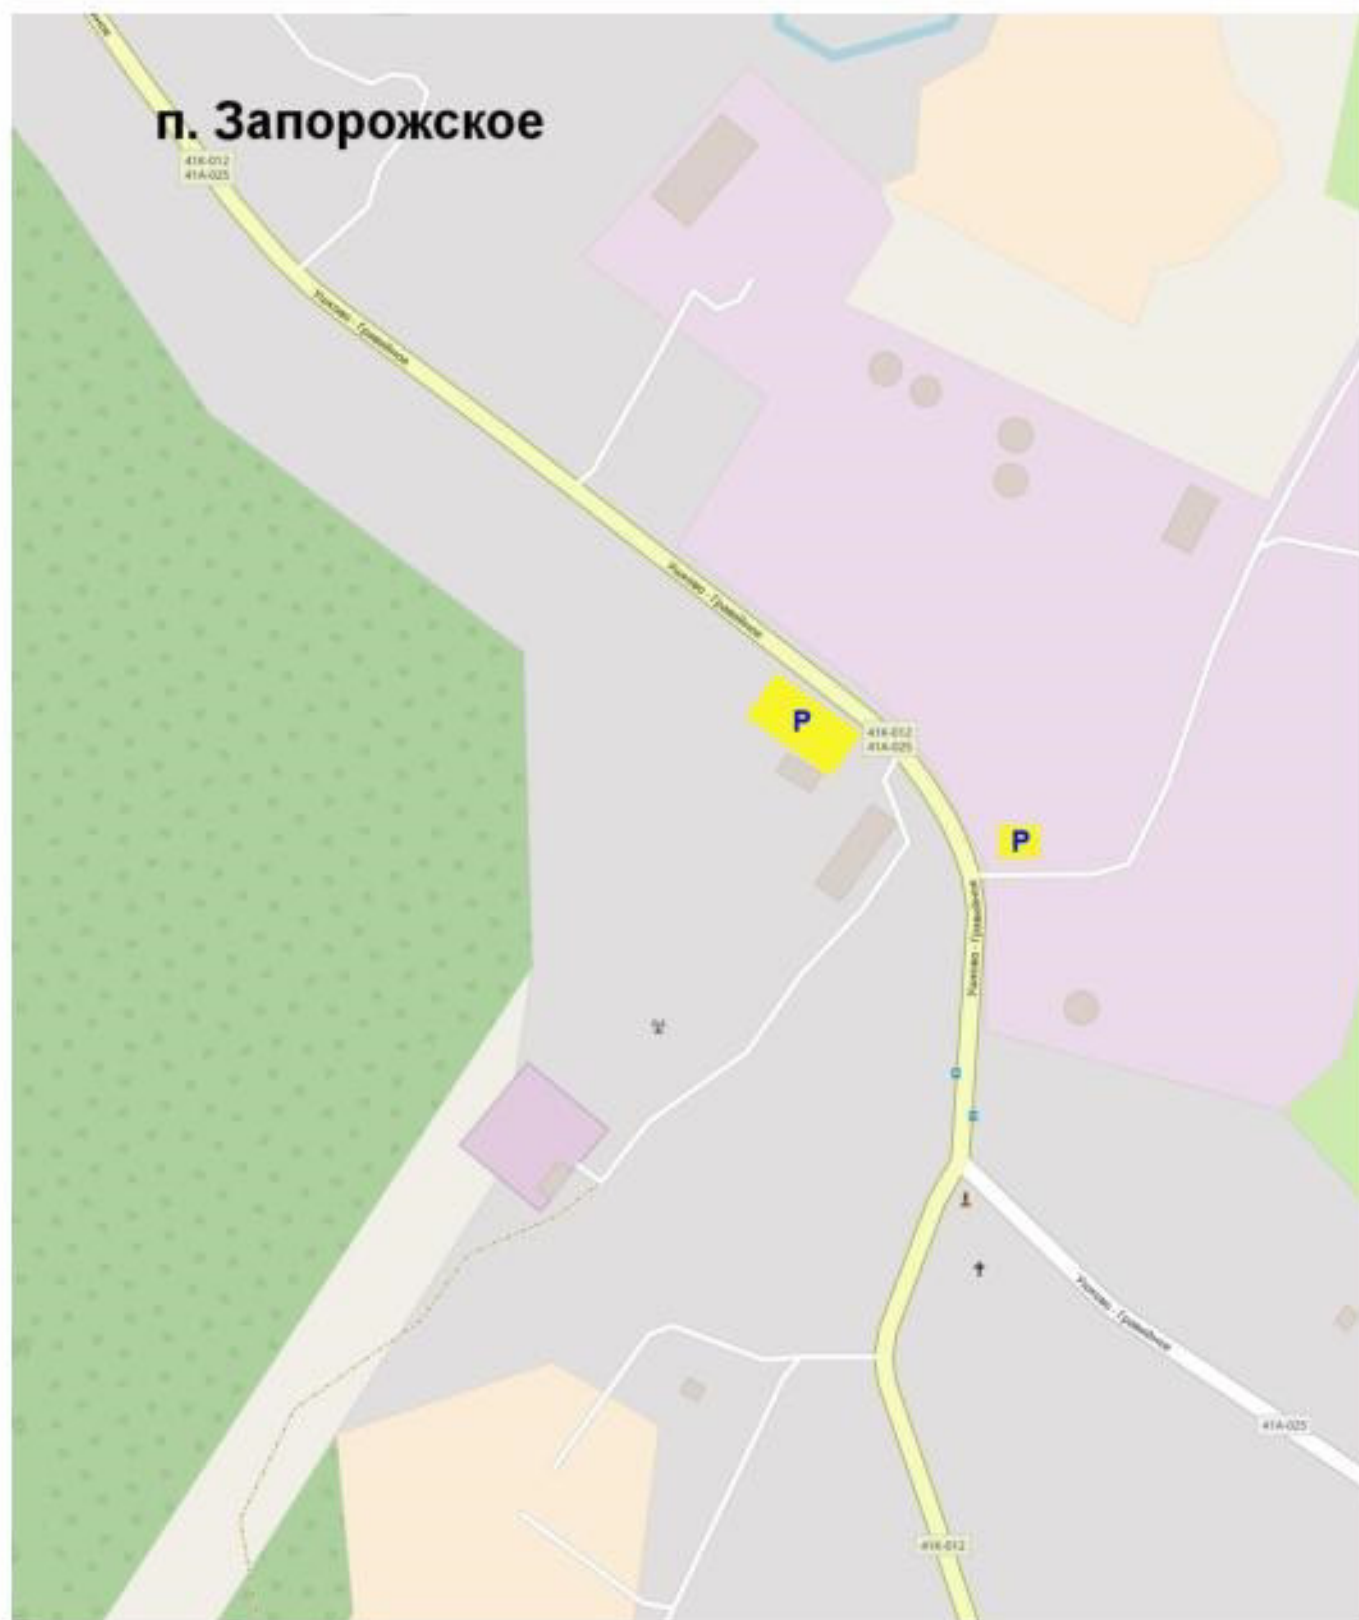 п. Запорожское
41К-012
41А-025
Ушково - Гравийное
Ушково - Гравийное
P
41К-012
41А-025
P
Ушково - Гравийное
Ушково - Гравийное
41А-025
41К-012